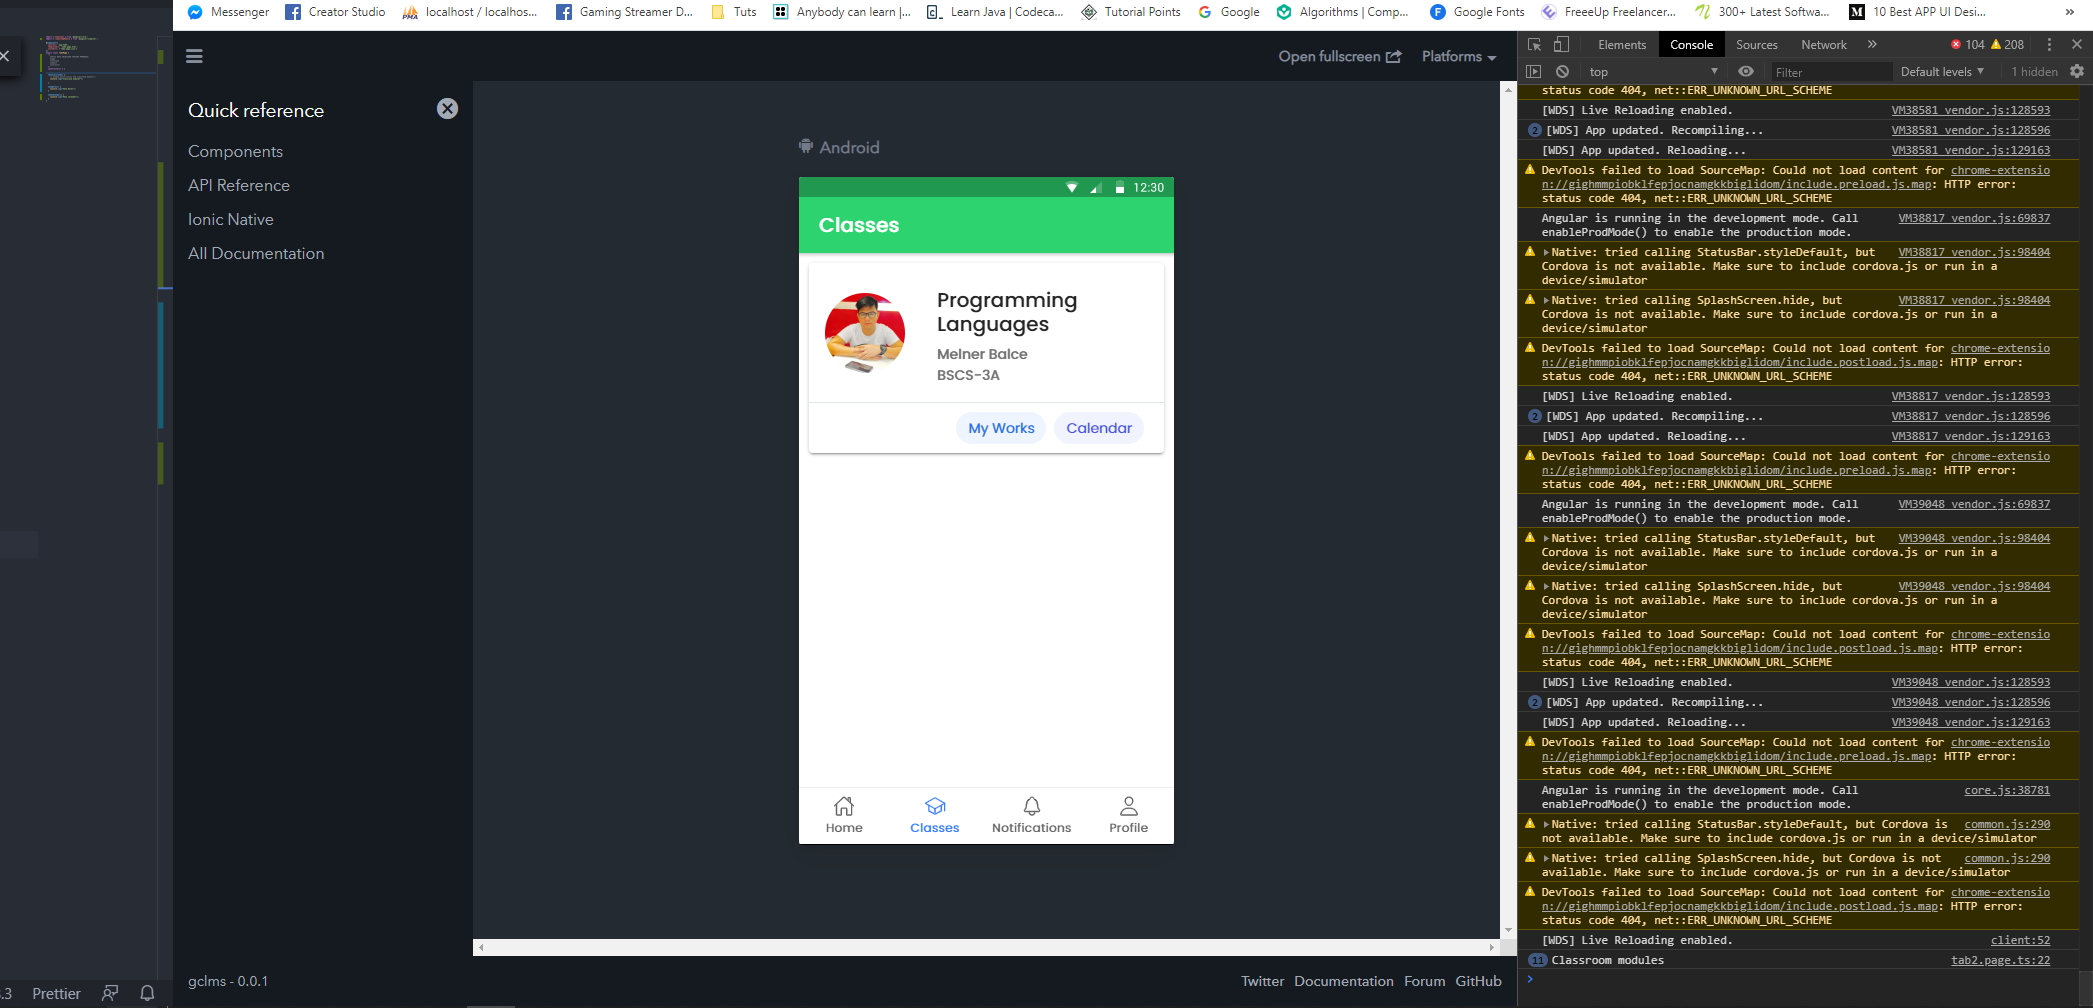 Messenger
Creator Studio
localhost / localhos...
Gaming Streamer D...
Tuts
Anybody can learn |...
Learn Java | Codeca...
Tutorial Points
Google
Algorithms | Comp...
Google Fonts
FreeeUp Freelancer...
300+ Latest Softwa...
10 Best APP UI Desi...
»
Open fullscreen
Platforms
Quick reference
Components
API Reference
Ionic Native
All Documentation
Android
12:30
Classes
Programming
Languages
Melner Balce
BSCS-3A
My Works
Calendar
Home
Classes
Notifications
Profile
gclms - 0.0.1
Twitter Documentation Forum GitHub
.3 Prettier
Elements Console Sources Network » 104 208
top Filter Default levels 1 hidden
status code 404, net::ERR_UNKNOWN_URL_SCHEME
[WDS] Live Reloading enabled. VM38581 vendor.js:128593
2 [WDS] App updated. Recompiling... VM38581 vendor.js:128596
[WDS] App updated. Reloading... VM38581 vendor.js:129163
DevTools failed to load SourceMap: Could not load content for chrome-extensio
n://gighmmpiobklfepjocnamgkkbiglidom/include.preload.js.map: HTTP error:
status code 404, net::ERR_UNKNOWN_URL_SCHEME
Angular is running in the development mode. Call VM38817 vendor.js:69837
enableProdMode() to enable the production mode.
Native: tried calling StatusBar.styleDefault, but VM38817 vendor.js:98404
Cordova is not available. Make sure to include cordova.js or run in a
device/simulator
Native: tried calling SplashScreen.hide, but VM38817 vendor.js:98404
Cordova is not available. Make sure to include cordova.js or run in a
device/simulator
DevTools failed to load SourceMap: Could not load content for chrome-extensio
n://gighmmpiobklfepjocnamgkkbiglidom/include.postload.js.map: HTTP error:
status code 404, net::ERR_UNKNOWN_URL_SCHEME
[WDS] Live Reloading enabled. VM38817 vendor.js:128593
2 [WDS] App updated. Recompiling... VM38817 vendor.js:128596
[WDS] App updated. Reloading... VM38817 vendor.js:129163
DevTools failed to load SourceMap: Could not load content for chrome-extensio
n://gighmmpiobklfepjocnamgkkbiglidom/include.preload.js.map: HTTP error:
status code 404, net::ERR_UNKNOWN_URL_SCHEME
Angular is running in the development mode. Call VM39048 vendor.js:69837
enableProdMode() to enable the production mode.
Native: tried calling StatusBar.styleDefault, but VM39048 vendor.js:98404
Cordova is not available. Make sure to include cordova.js or run in a
device/simulator
Native: tried calling SplashScreen.hide, but VM39048 vendor.js:98404
Cordova is not available. Make sure to include cordova.js or run in a
device/simulator
DevTools failed to load SourceMap: Could not load content for chrome-extensio
n://gighmmpiobklfepjocnamgkkbiglidom/include.postload.js.map: HTTP error:
status code 404, net::ERR_UNKNOWN_URL_SCHEME
[WDS] Live Reloading enabled. VM39048 vendor.js:128593
2 [WDS] App updated. Recompiling... VM39048 vendor.js:128596
[WDS] App updated. Reloading... VM39048 vendor.js:129163
DevTools failed to load SourceMap: Could not load content for chrome-extensio
n://gighmmpiobklfepjocnamgkkbiglidom/include.preload.js.map: HTTP error:
status code 404, net::ERR_UNKNOWN_URL_SCHEME
Angular is running in the development mode. Call core.js:38781
enableProdMode() to enable the production mode.
Native: tried calling StatusBar.styleDefault, but Cordova is common.js:290
not available. Make sure to include cordova.js or run in a device/simulator
Native: tried calling SplashScreen.hide, but Cordova is not common.js:290
available. Make sure to include cordova.js or run in a device/simulator
DevTools failed to load SourceMap: Could not load content for chrome-extensio
n://gighmmpiobklfepjocnamgkkbiglidom/include.postload.js.map: HTTP error:
status code 404, net::ERR_UNKNOWN_URL_SCHEME
[WDS] Live Reloading enabled. client:52
11 Classroom modules tab2.page.ts:22